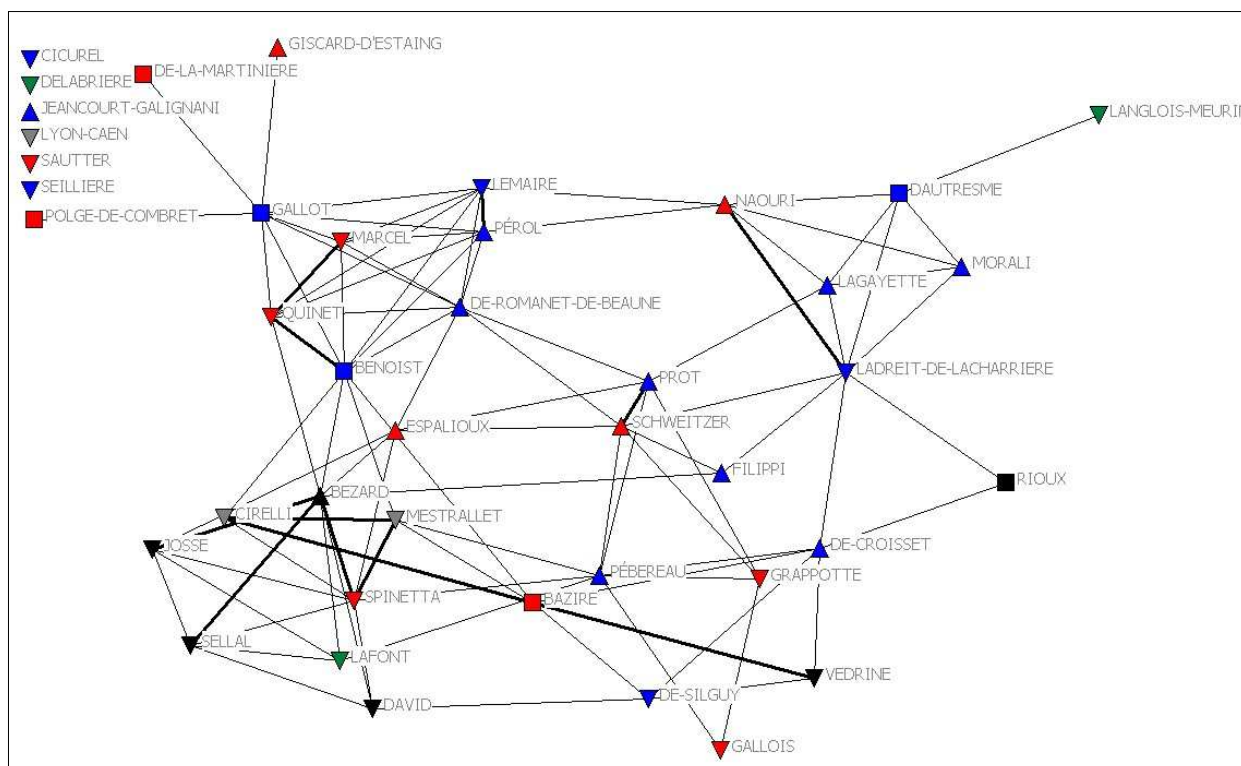 GISCARD-D'ESTAING
CICUREL
DE-LA-MARTINIERE
DELABRIERE
JEANCOURT-GALIGNANI
LANGLOIS-MEURIN
LYON-CAEN
SAUTTER
SEILLIERE
LEMAIRE
DAUTRESME
NAOURI
POLGE-DE-COMBRET
GALLOT
PÉROL
MARCEL
MORALI
LAGAYETTE
DE-ROMANET-DE-BEAUNE
QUINET
BENOIST
LADREIT-DE-LACHARRIERE
PROT
SCHWEITZER
ESPALIOUX
FILIPPI
RIOUX
BEZARD
CIRELLI
MESTRALLET
JOSSE
DE-CROISSET
PÉBEREAU
GRAPPOTTE
SPINETTA
BAZIRE
SELLAL
LAFONT
VEDRINE
DE-SILGUY
DAVID
GALLOIS